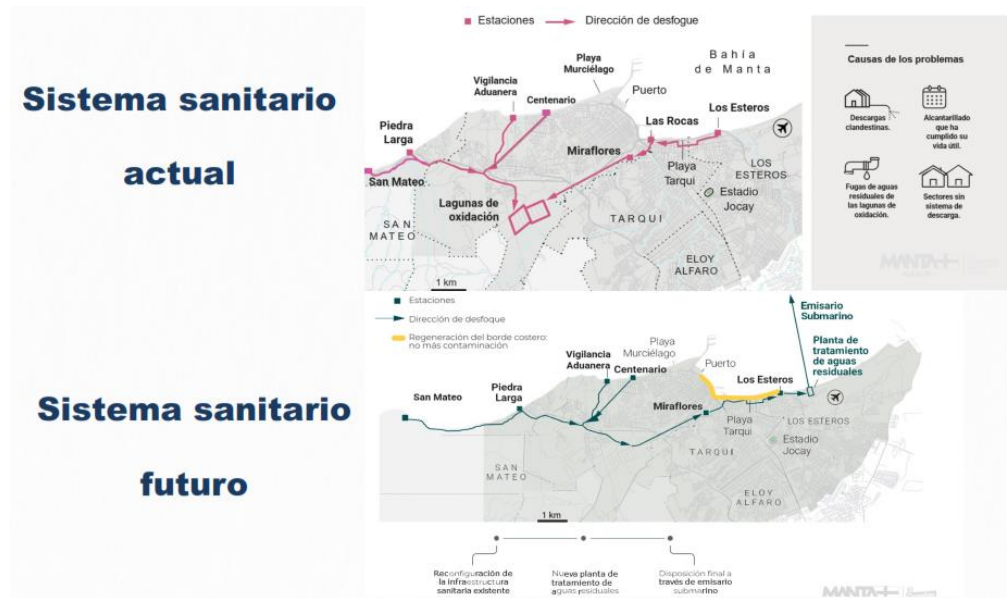 Sistema sanitario
actual
Estaciones
Dirección de desfogue
Bahía
de Manta
Playa
Murciélago
Puerto
Vigilancia
Aduanera
Centenario
Los Esteros
Las Rocas
Piedra
Larga
Miraflores
San Mateo
Playa
Tarqui
LOS
ESTEROS
Estadio
Jocay
Lagunas de
oxidación
SAN
MATEO
TARQUI
ELOY
ALFARO
1 km
Causas de los problemas
Descargas
clandestinas.
Alcantarillado
que ha
cumplido su
vida útil.
Fugas de aguas
residuales de
las lagunas de
oxidación.
Sectores sin
sistema de
descarga.
MANTA
Sistema sanitario
futuro
Estaciones
Dirección de desfoque
Regeneración del borde costero:
no más contaminación
Emisario
Submarino
Planta de
tratamiento
de aguas
residuales
Playa
Murciélago
Puerto
Vigilancia
Aduanera
Centenario
Los Esteros
Piedra
Larga
San Mateo
Miraflores
Playa
Tarqui
LOS ESTEROS
Estadio
Jocay
TARQUI
SAN
MATEO
ELOY
ALFARO
1 km
Reconfiguración de
la infraestructura
sanitaria existente
Nueva planta de
tratamiento de
aguas residuales
Disposición final a
través de emisario
submarino
MANTA